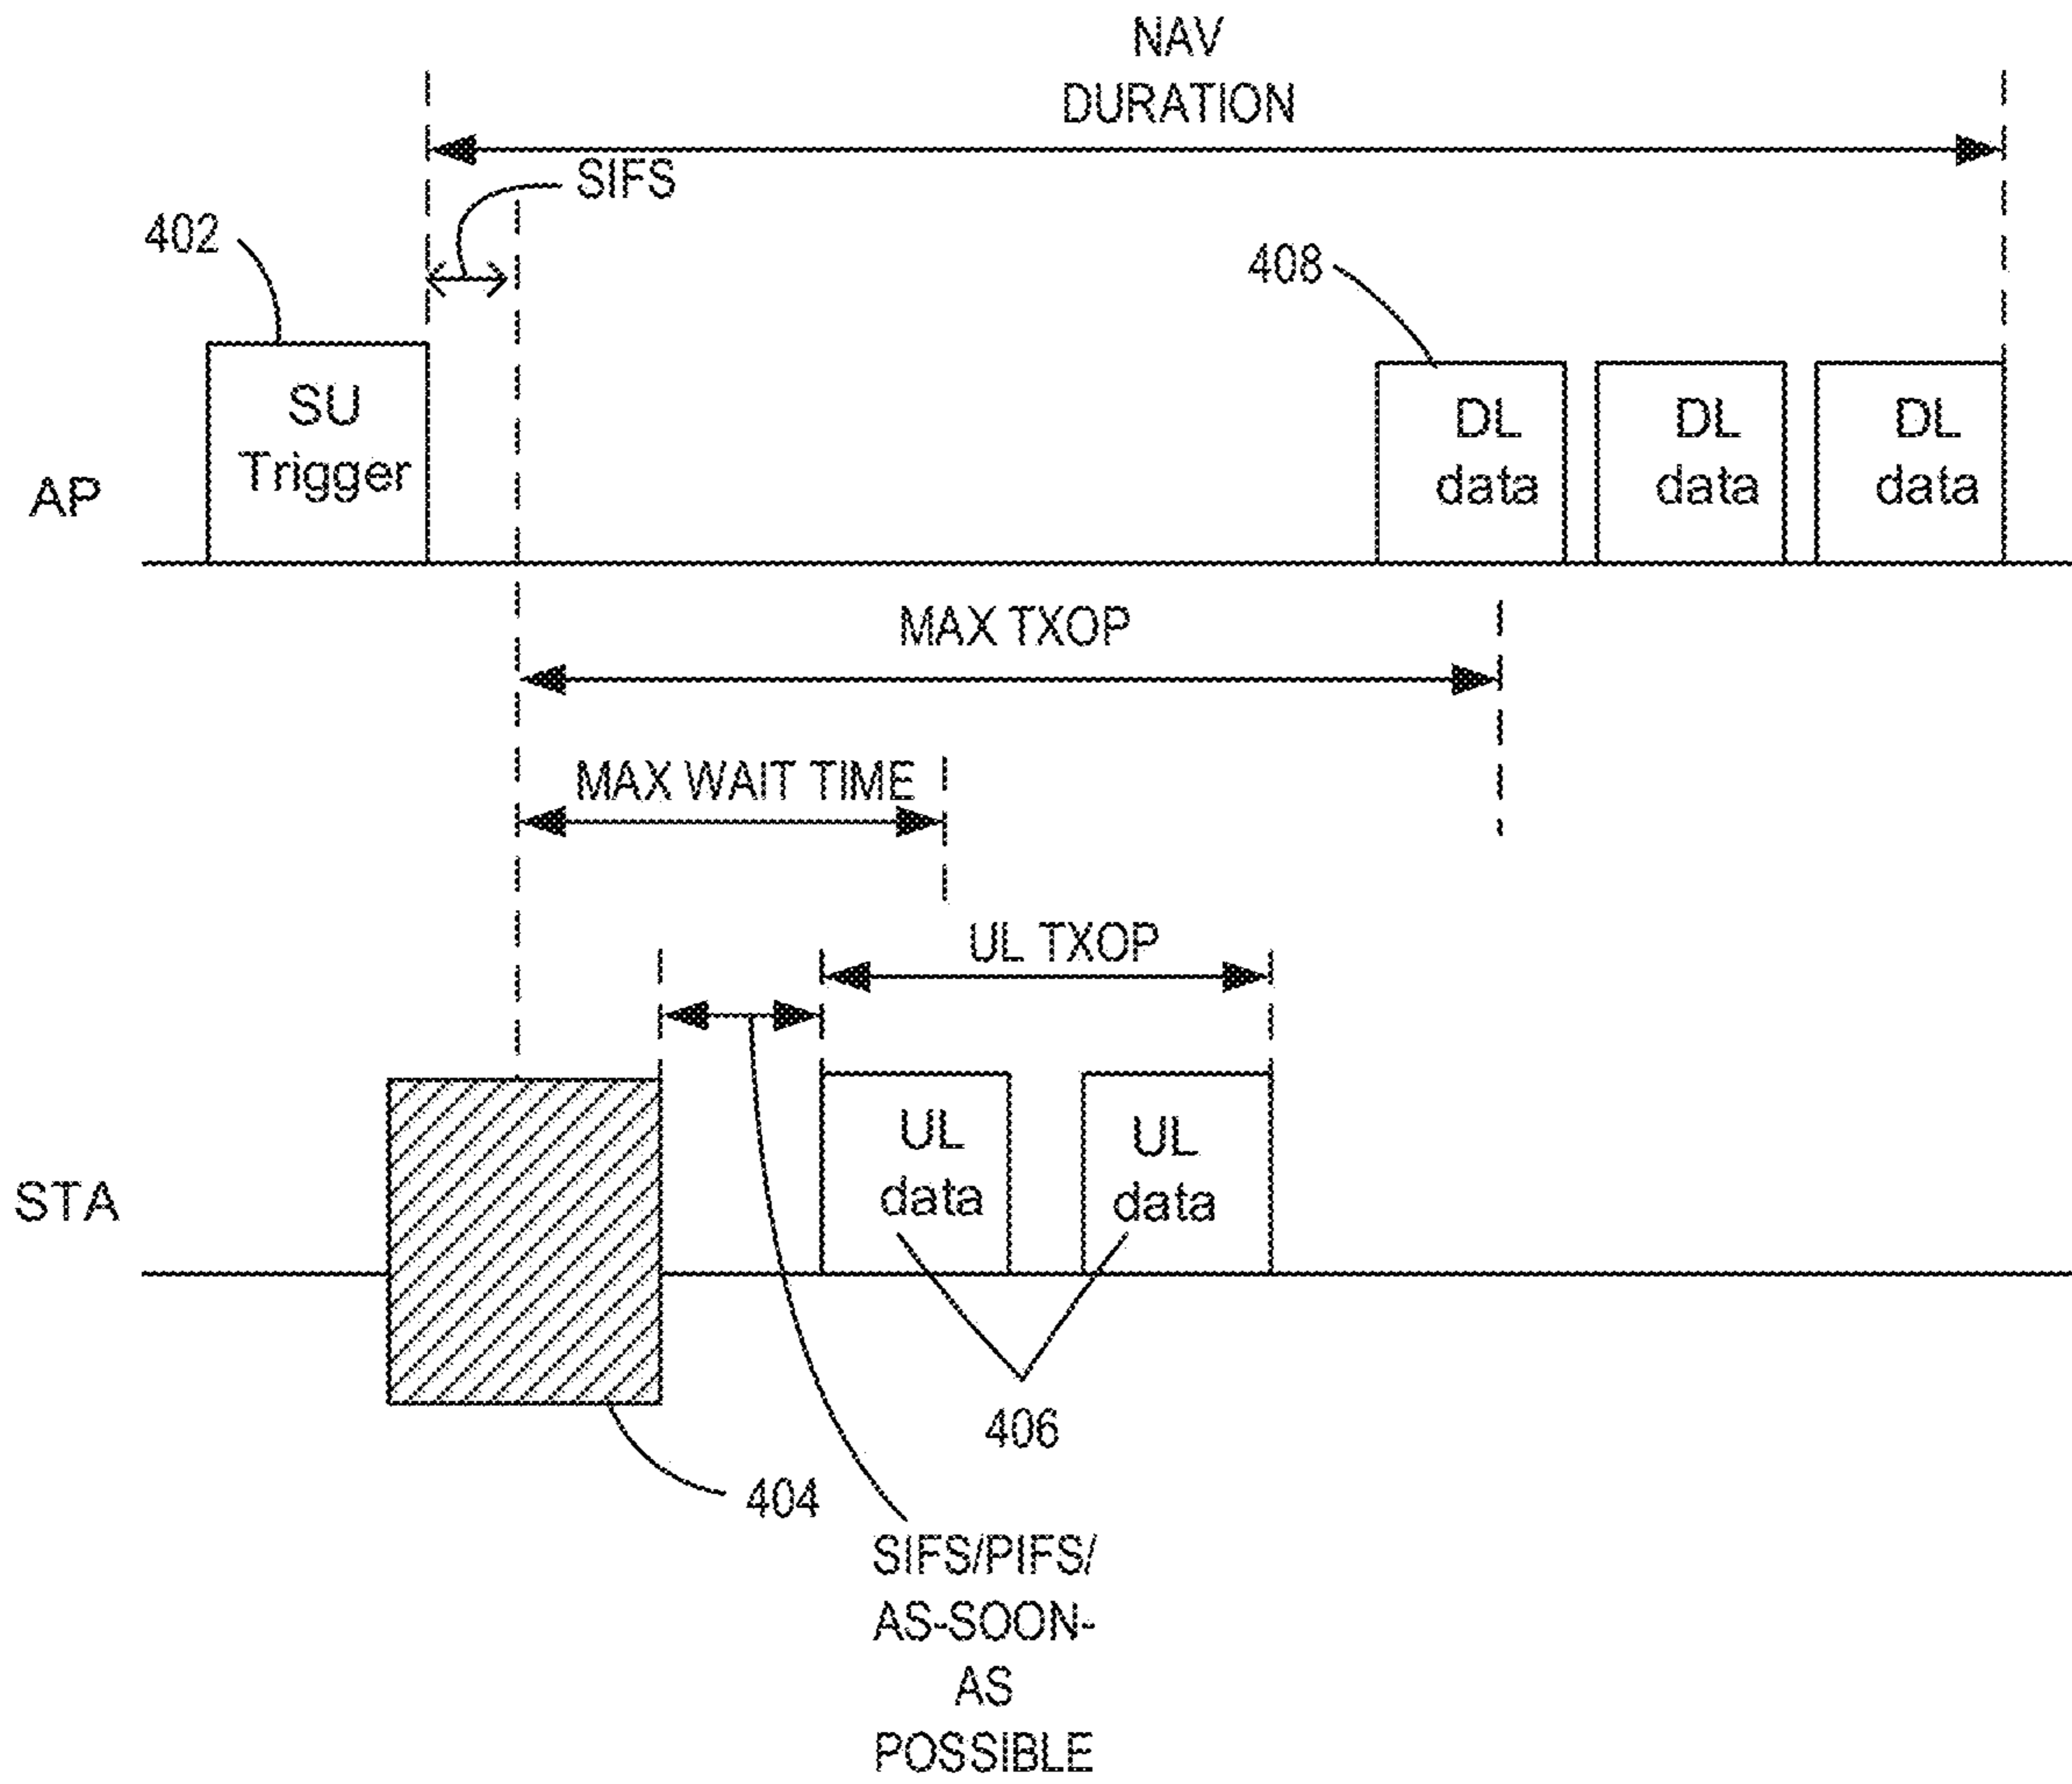 NAV
DURATION
SIFS
402
408
SU
Trigger
DL
data
DL
data
DL
data
AP
MAX TXOP
MAX WAIT TIME
UL TXOP
UL
data
UL
data
STA
406
404
SIFS/PIFS/
AS-SOON-
AS
POSSIBLE